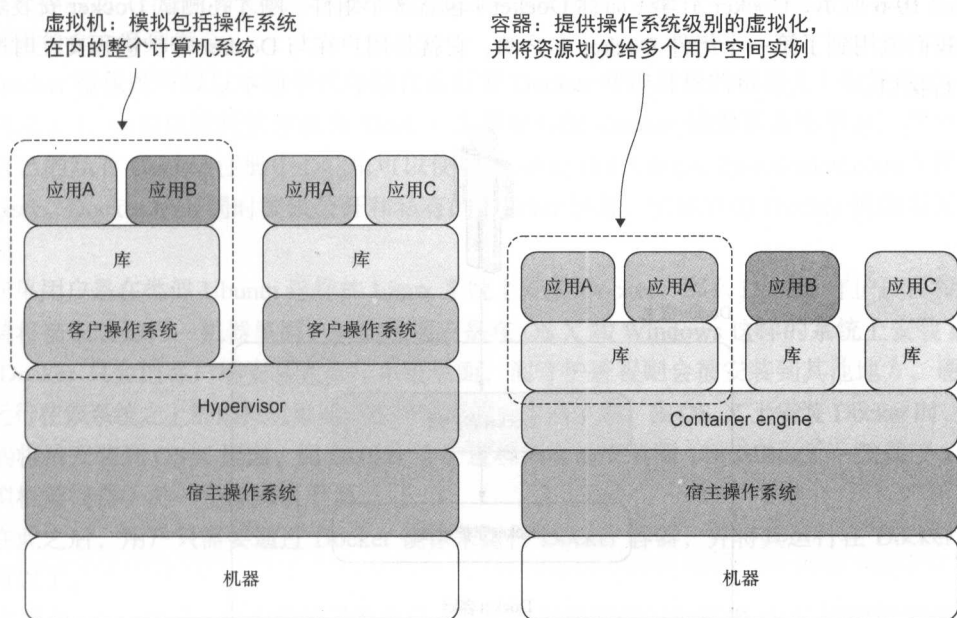 虚拟机：模拟包括操作系统
在内的整个计算机系统
容器：提供操作系统级别的虚拟化，
并将资源划分给多个用户空间实例
应用A 应用B 应用A 应用C
库 库
客户操作系统 客户操作系统
Hypervisor
宿主操作系统
机器
应用A 应用A 应用B 应用C
库 库 库
Container engine
宿主操作系统
机器